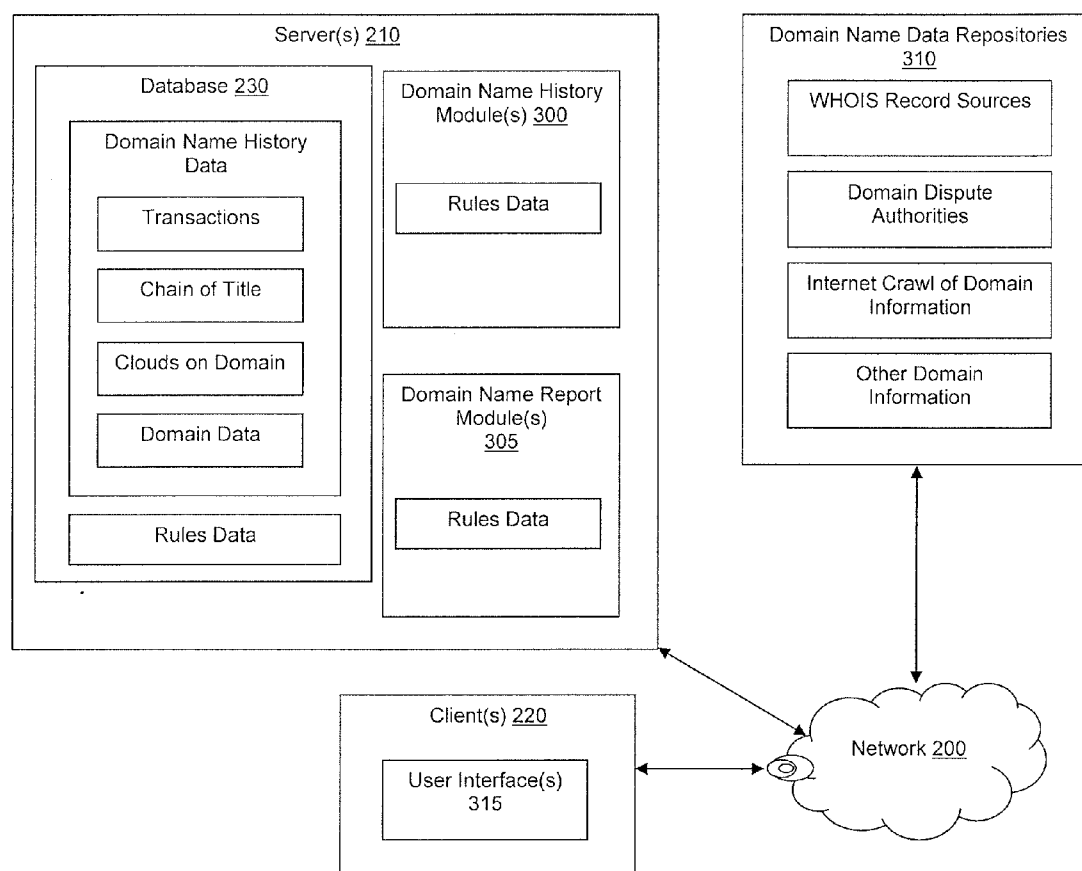 Server(s) 210
Database 230
Domain Name History
Data
Transactions
Chain of Title
Clouds on Domain
Domain Data
Rules Data
Domain Name History
Module(s) 300
Rules Data
Domain Name Report
Module(s)
305
Rules Data
Domain Name Data Repositories
310
WHOIS Record Sources
Domain Dispute
Authorities
Internet Crawl of Domain
Information
Other Domain
Information
Client(s) 220
User Interface(s)
315
Network 200